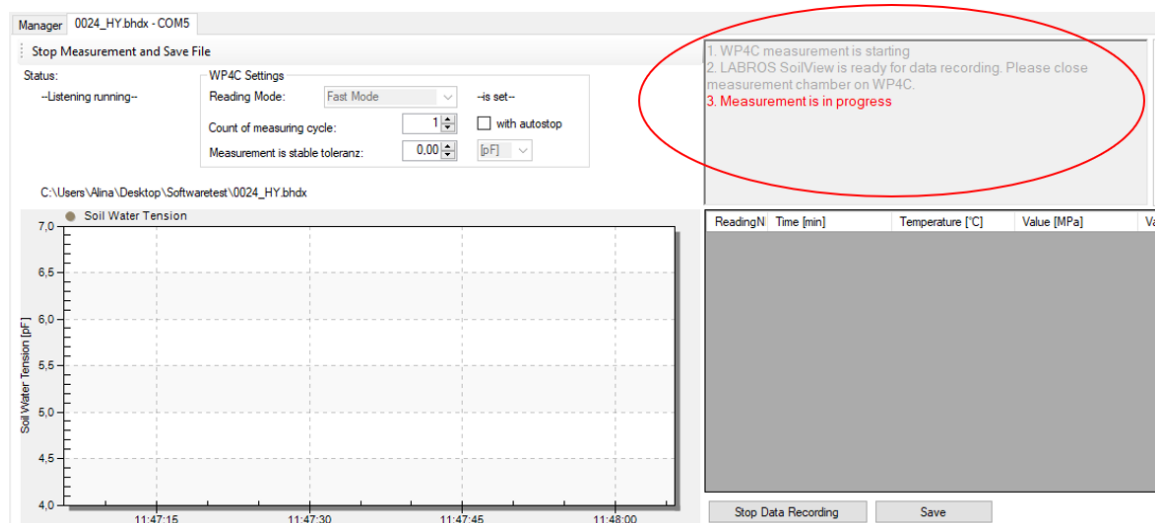 Manager 0024_HY.bhdx - COM5
Stop Measurement and Save File
Status:
--Listening running--
WP4C Settings
Reading Mode: Fast Mode --is set--
Count of measuring cycle: 1 with autostop
Measurement is stable toleranz: 0,00 [pF]
C:\Users\Alina\Desktop\Softwaretest\0024_HY.bhdx
1. WP4C measurement is starting
2. LABROS SoilView is ready for data recording. Please close
measurement chamber on WP4C.
3. Measurement is in progress
Soil Water Tension
Soil Water Tension [pF]
7,0
6,5
6,0
5,5
5,0
4,5
4,0
11:47:15 11:47:30 11:47:45 11:48:00
ReadingN Time [min] Temperature [°C] Value [MPa]
Stop Data Recording Save